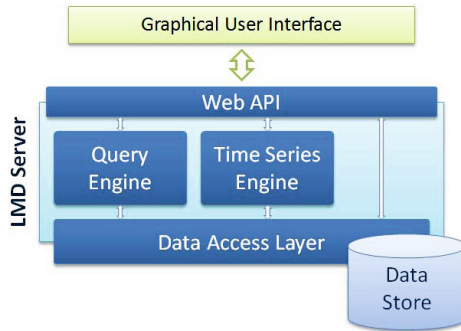 Graphical User Interface
Web API
LMD Server
Query
Engine
Time Series
Engine
Data Access Layer
Data
Store